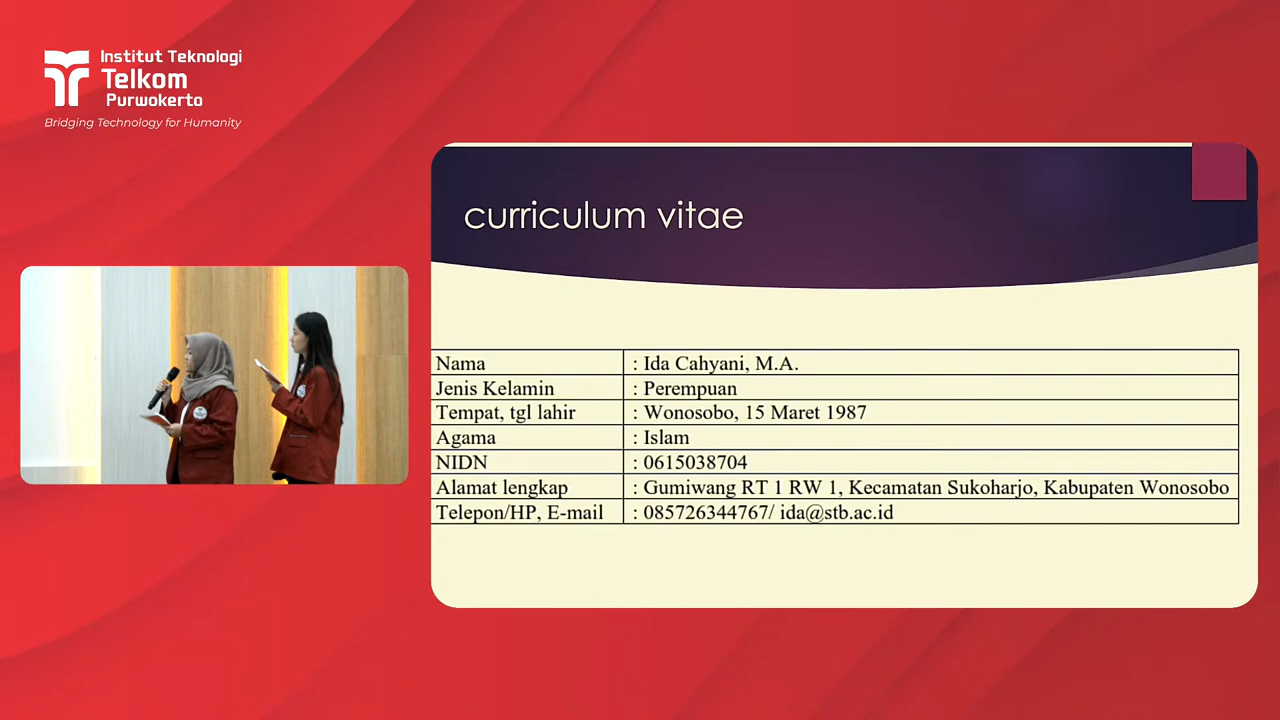 Institut Teknologi
Telkom
Purwokerto
Bridging Technology for Humanity
curriculum vitae
Nama : Ida Cahyani, M.A.
Jenis Kelamin : Perempuan
Tempat, tgl lahir : Wonosobo, 15 Maret 1987
Agama : Islam
NIDN : 0615038704
Alamat lengkap : Gumiwang RT 1 RW 1, Kecamatan Sukoharjo, Kabupaten Wonosobo
Telepon/HP, E-mail : 085726344767/ ida@stb.ac.id